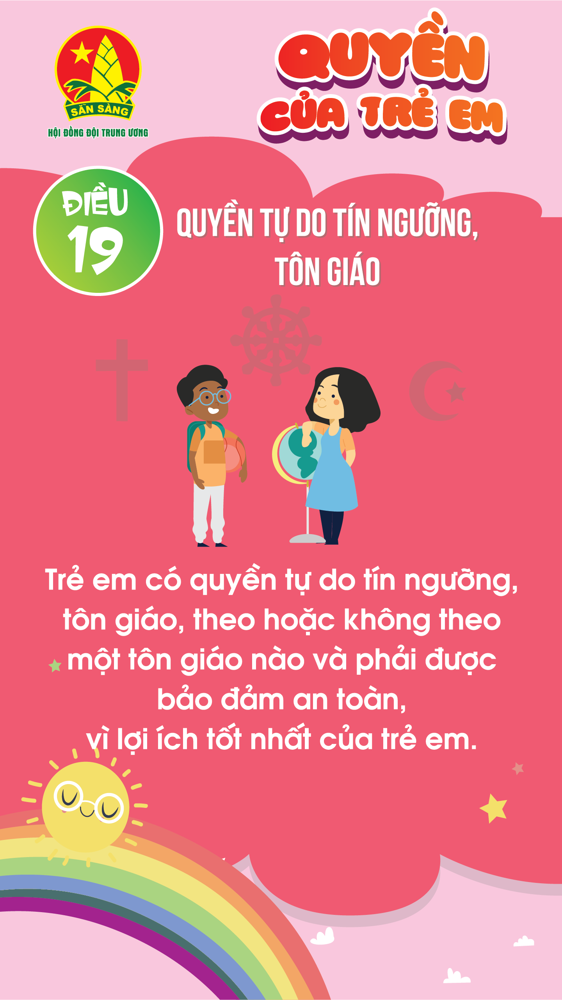 SẴN SÀNG
HỘI ĐỒNG ĐỘI TRUNG ƯƠNG
QUYỀN
CỦA TRẺ EM
ĐIỀU
19
QUYỀN TỰ DO TÍN NGƯỠNG,
TÔN GIÁO
Trẻ em có quyền tự do tín ngưỡng,
tôn giáo, theo hoặc không theo
một tôn giáo nào và phải được
bảo đảm an toàn,
vì lợi ích tốt nhất của trẻ em.